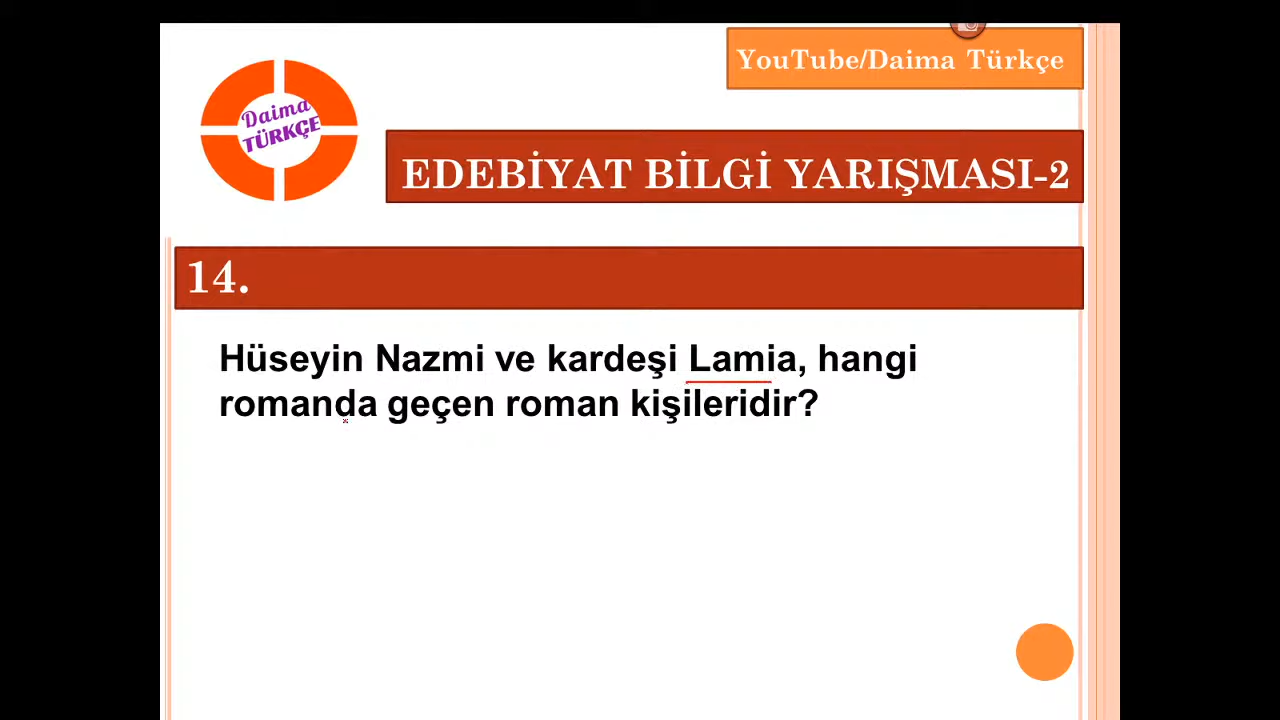 YouTube/Daima Türkçe
Daima
TÜRKÇE
EDEBİYAT BİLGİ YARIŞMASI-2
14.
Hüseyin Nazmi ve kardeşi Lamia, hangi
romanda geçen roman kişileridir?